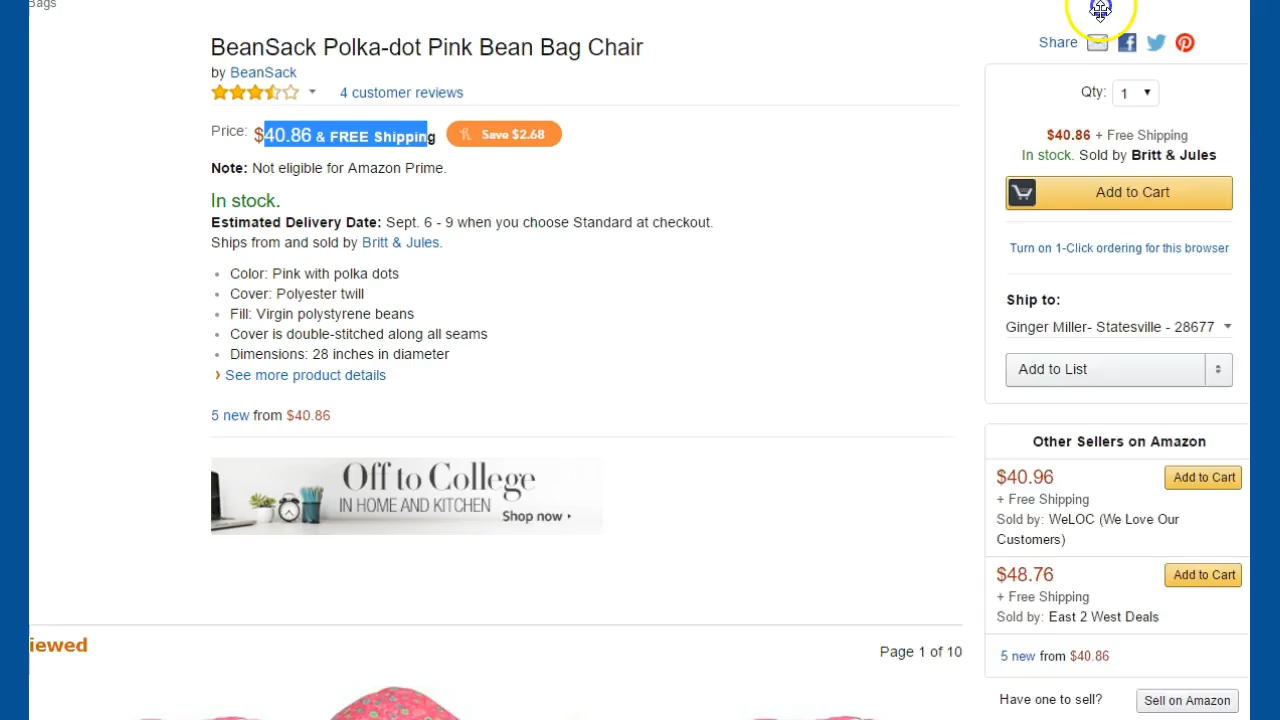 Bags
BeanSack Polka-dot Pink Bean Bag Chair
by BeanSack
4 customer reviews
Price: $40.86 & FREE Shipping Save $2.68
Note: Not eligible for Amazon Prime.
In stock.
Estimated Delivery Date: Sept. 6 - 9 when you choose Standard at checkout.
Ships from and sold by Britt & Jules.
Color: Pink with polka dots
Cover: Polyester twill
Fill: Virgin polystyrene beans
Cover is double-stitched along all seams
Dimensions: 28 inches in diameter
› See more product details
5 new from $40.86
Off to College
IN HOME AND KITCHEN
Shop now
iewed
Page 1 of 10
Share
Qty: 1
$40.86 + Free Shipping
In stock. Sold by Britt & Jules
Add to Cart
Turn on 1-Click ordering for this browser
Ship to:
Ginger Miller- Statesville - 28677
Add to List
Other Sellers on Amazon
$40.96 Add to Cart
+ Free Shipping
Sold by: WeLOC (We Love Our
Customers)
$48.76 Add to Cart
+ Free Shipping
Sold by: East 2 West Deals
5 new from $40.86
Have one to sell? Sell on Amazon